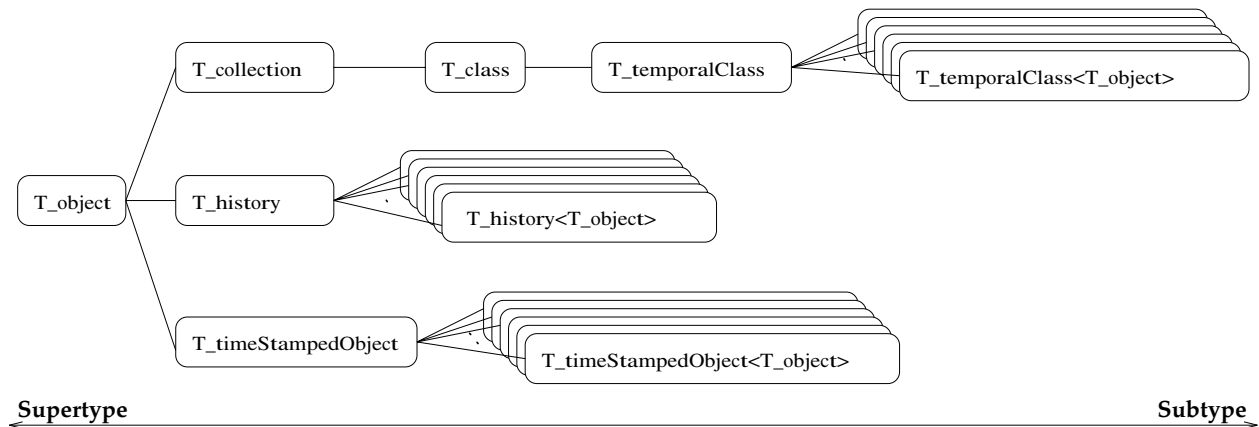 T_collection
T_class
T_temporalClass
T_temporalClass<T_object>
T_object
T_history
T_history<T_object>
T_timeStampedObject
T_timeStampedObject<T_object>
Supertype
Subtype